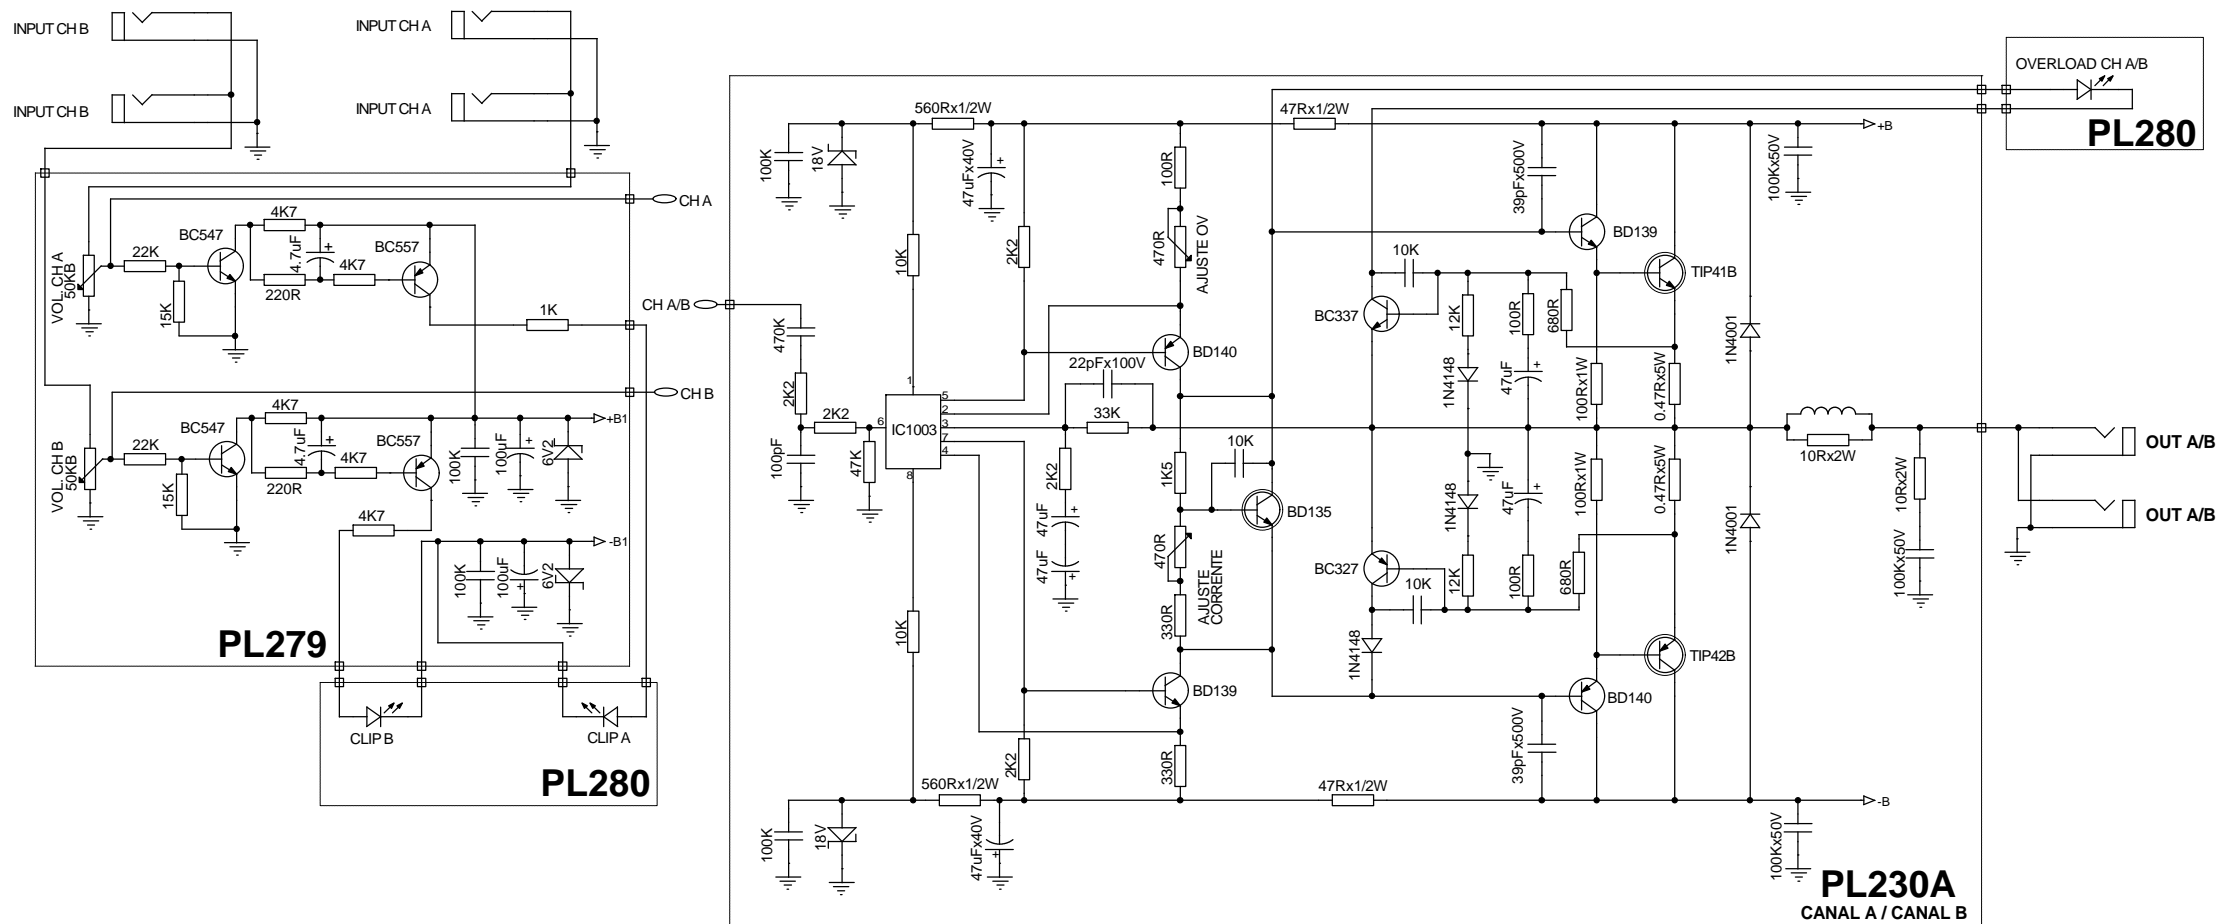 INPUT CH B
INPUT CH A
INPUT CH B
INPUT CH A
CH A
4K7
BC547
4.7uF
+
BC557
22K
4K7
220R
VOL. CH A
50KB
15K
1K
CH B
4K7
+B1
BC547
4.7uF
+
BC557
22K
4K7
220R
100K
100uF
+
6V2
VOL. CH B
50KB
15K
4K7
-B1
100K
100uF
+
6V2
PL279
CLIP B
CLIP A
PL280
OVERLOAD CH A/B
PL280
560Rx1/2W
47Rx1/2W
+B
100K
18V
47uFx40V
+
100R
39pFx500V
100Kx50V
10K
2K2
470R
AJUSTE OV
BD139
10K
TIP41B
CH A/B
470K
BC337
12K
100R
680R
1N4001
BD140
22pFx100V
1N4148
47uF
+
100Rx1W
0.47Rx5W
2K2
1
5
2
3
7
4
6
8
2K2
IC1003
33K
10Rx2W
OUT A/B
100pF
47K
2K2
1K5
10K
BD135
1N4148
47uF
+
100Rx1W
0.47Rx5W
1N4001
10Rx2W
OUT A/B
47uF
+
47uF
+
470R
AJUSTE
CORRENTE
BC327
10K
12K
100R
680R
100Kx50V
10K
330R
1N4148
TIP42B
BD139
BD140
2K2
330R
39pFx500V
560Rx1/2W
47Rx1/2W
-B
100K
18V
47uFx40V
+
100Kx50V
PL230A
CANAL A / CANAL B